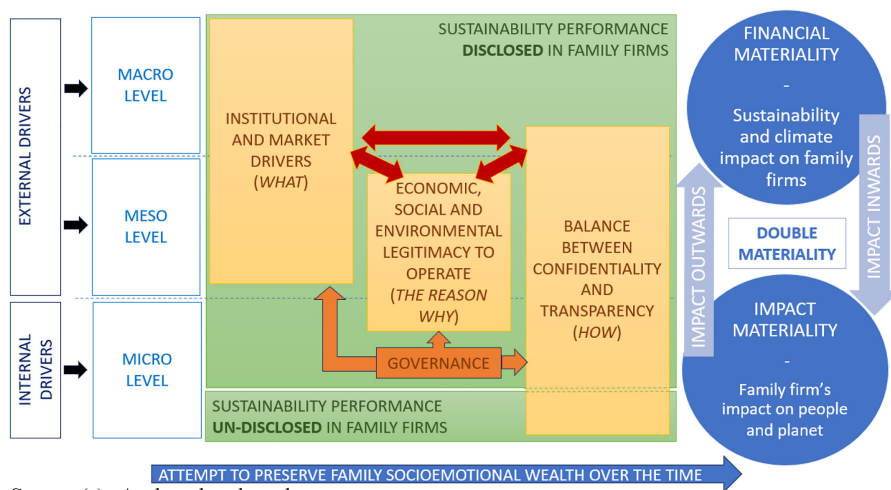 EXTERNAL DRIVERS
INTERNAL
DRIVERS
MACRO
LEVEL
MESO
LEVEL
MICRO
LEVEL
SUSTAINABILITY PERFORMANCE
DISCLOSED IN FAMILY FIRMS
INSTITUTIONAL
AND MARKET
DRIVERS
(WHAT)
ECONOMIC,
SOCIAL AND
ENVIRONMENTAL
LEGITIMACY TO
OPERATE
(THE REASON
WHY)
BALANCE
BETWEEN
CONFIDENTIALITY
AND
TRANSPARENCY
(HOW)
GOVERNANCE
SUSTAINABILITY PERFORMANCE
UN-DISCLOSED IN FAMILY FIRMS
FINANCIAL
MATERIALITY
-
Sustainability
and climate
impact on family
firms
IMPACT OUTWARDS
IMPACT INWARDS
DOUBLE
MATERIALITY
IMPACT
MATERIALITY
-
Family firm's
impact on people
and planet
ATTEMPT TO PRESERVE FAMILY SOCIOEMOTIONAL WEALTH OVER THE TIME